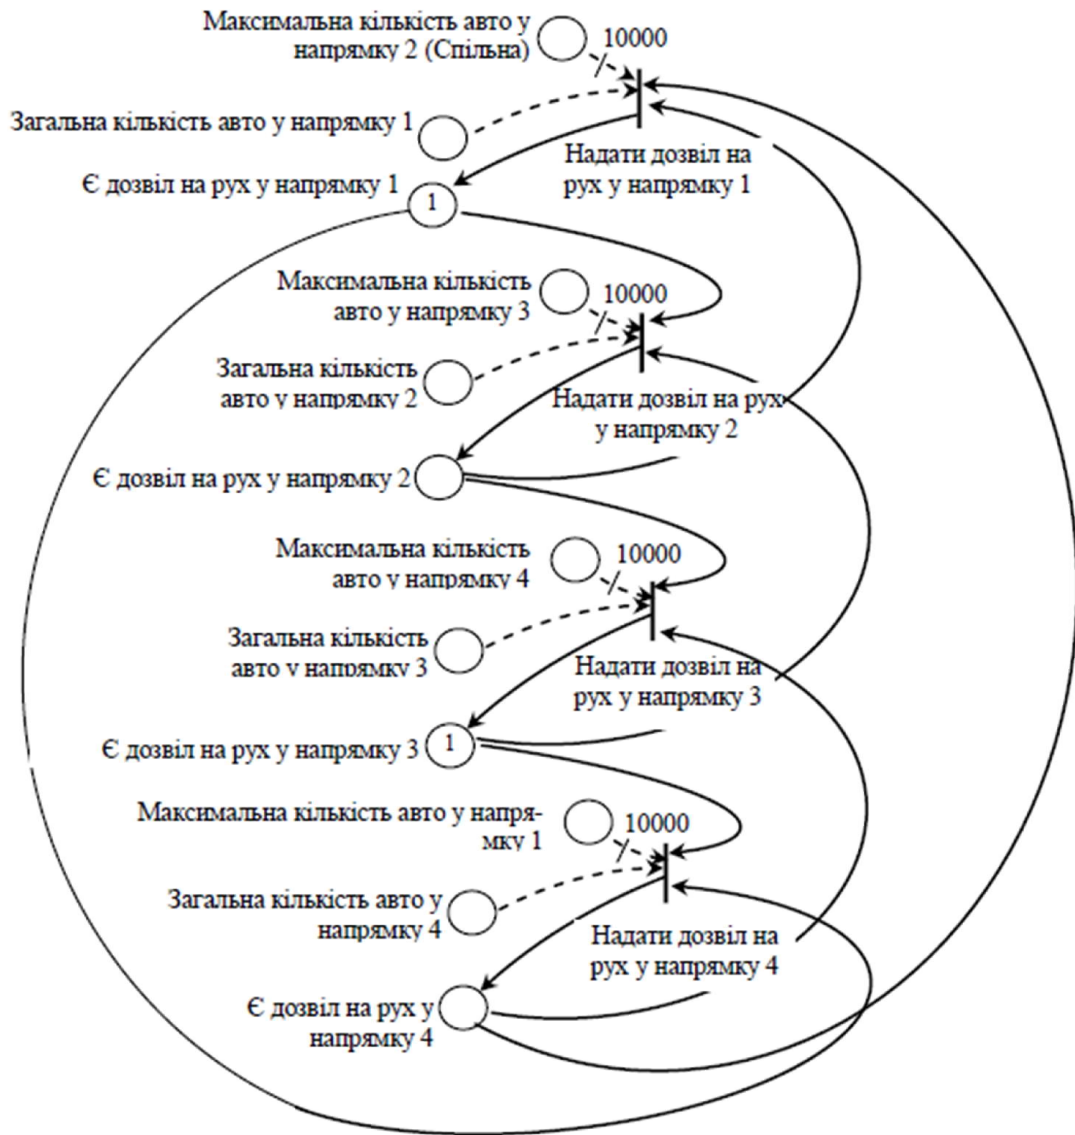 Максимальна кількість авто у
напрямку 2 (Спільна)
10000
Загальна кількість авто у напрямку 1
Надати дозвіл на
рух у напрямку 1
Є дозвіл на рух у напрямку 1
1
Максимальна кількість
авто у напрямку 3
10000
Загальна кількість
авто у напрямку 2
Надати дозвіл на рух
у напрямку 2
Є дозвіл на рух у напрямку 2
Максимальна кількість
авто у напрямку 4
10000
Загальна кількість
авто у напрямку 3
Надати дозвіл на
рух у напрямку 3
Є дозвіл на рух у напрямку 3
1
Максимальна кількість авто у напря-
мку 1
10000
Загальна кількість авто у
напрямку 4
Надати дозвіл на
рух у напрямку 4
Є дозвіл на рух у
напрямку 4